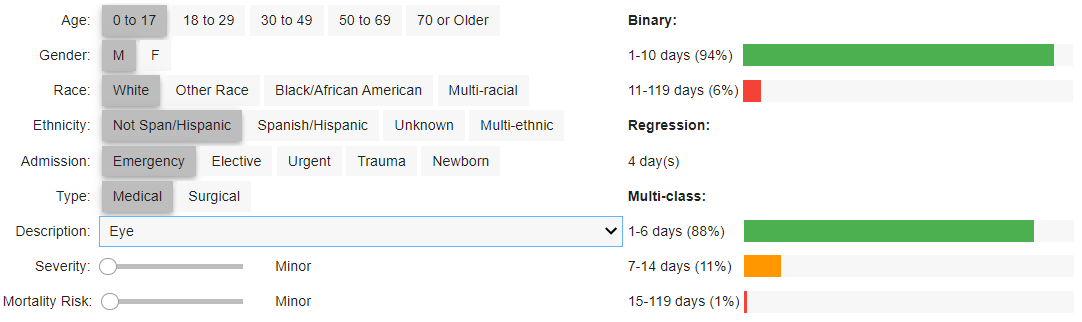 Age: 0 to 17 18 to 29 30 to 49 50 to 69 70 or Older
Gender: M F
Race: White Other Race Black/African American Multi-racial
Ethnicity: Not Span/Hispanic Spanish/Hispanic Unknown Multi-ethnic
Admission: Emergency Elective Urgent Trauma Newborn
Type: Medical Surgical
Description: Eye
Severity: Minor
Mortality Risk: Minor
Binary:
1-10 days (94%)
11-119 days (6%)
Regression:
4 day(s)
Multi-class:
1-6 days (88%)
7-14 days (11%)
15-119 days (1%)